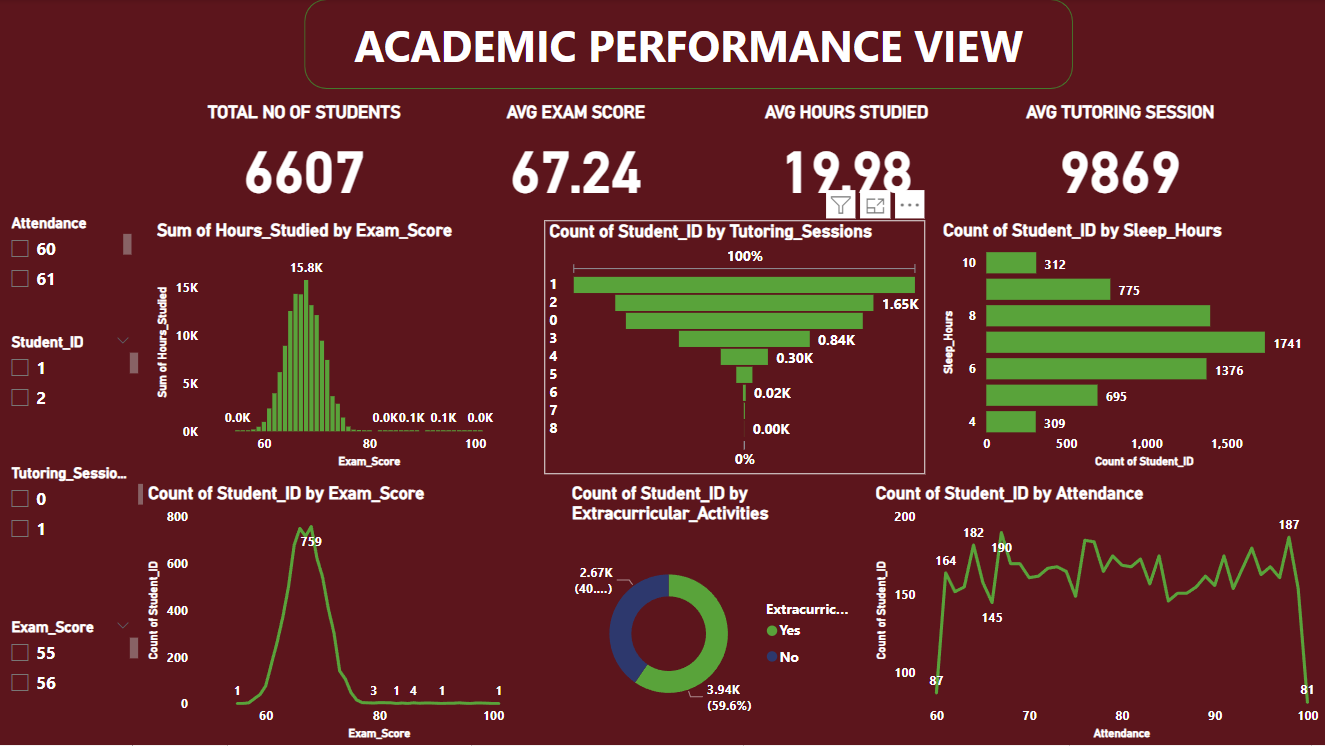 ACADEMIC PERFORMANCE VIEW
TOTAL NO OF STUDENTS
6607
AVG EXAM SCORE
67.24
AVG HOURS STUDIED
19.98
AVG TUTORING SESSION
9869
Attendance
60
61
Student_ID
1
2
Tutoring_Sessio...
0
1
Exam_Score
55
56
Sum of Hours_Studied by Exam_Score
Sum of Hours_Studied
15K
10K
5K
0K
15.8K
0.0K
0.0K
0.1K
0.1K
0.0K
60
80
100
Exam_Score
Count of Student_ID by Tutoring_Sessions
100%
1
2
1.65K
0
3
0.84K
4
0.30K
5
6
0.02K
7
8
0.00K
0%
Count of Student_ID by Sleep_Hours
Sleep_Hours
10
312
775
8
1741
6
1376
695
4
309
0
500
1,000
1,500
Count of Student_ID
Count of Student_ID by Exam_Score
Count of Student_ID
800
600
400
200
0
759
1
3
1
4
1
1
60
80
100
Exam_Score
Count of Student_ID by
Extracurricular_Activities
2.67K
(40....)
3.94K
(59.6%)
Extracurric...
Yes
No
Count of Student_ID by Attendance
Count of Student_ID
200
150
100
87
164
182
145
190
187
81
60
70
80
90
100
Attendance